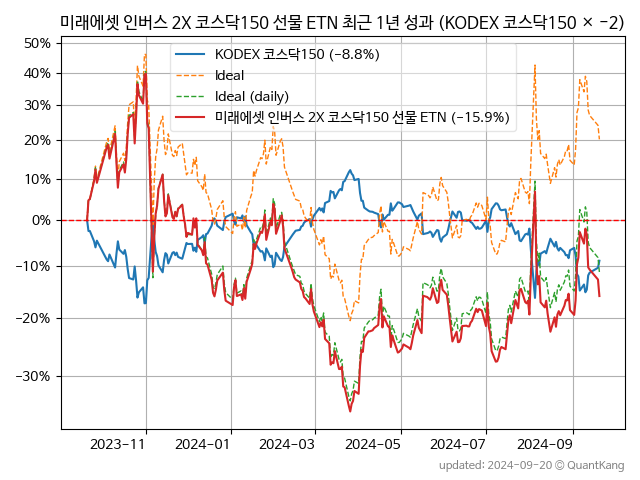 미래에셋 인버스 2X 코스닥150 선물 ETN 최근 1년 성과 (KODEX 코스닥150 × −2)
50%
40%
30%
20%
10%
0%
−10%
−20%
−30%
KODEX 코스닥150 (−8.8%)
Ideal
Ideal (daily)
미래에셋 인버스 2X 코스닥150 선물 ETN (−15.9%)
2023−11
2024−01
2024−03
2024−05
2024−07
2024−09
updated: 2024−09−20 © QuantKang